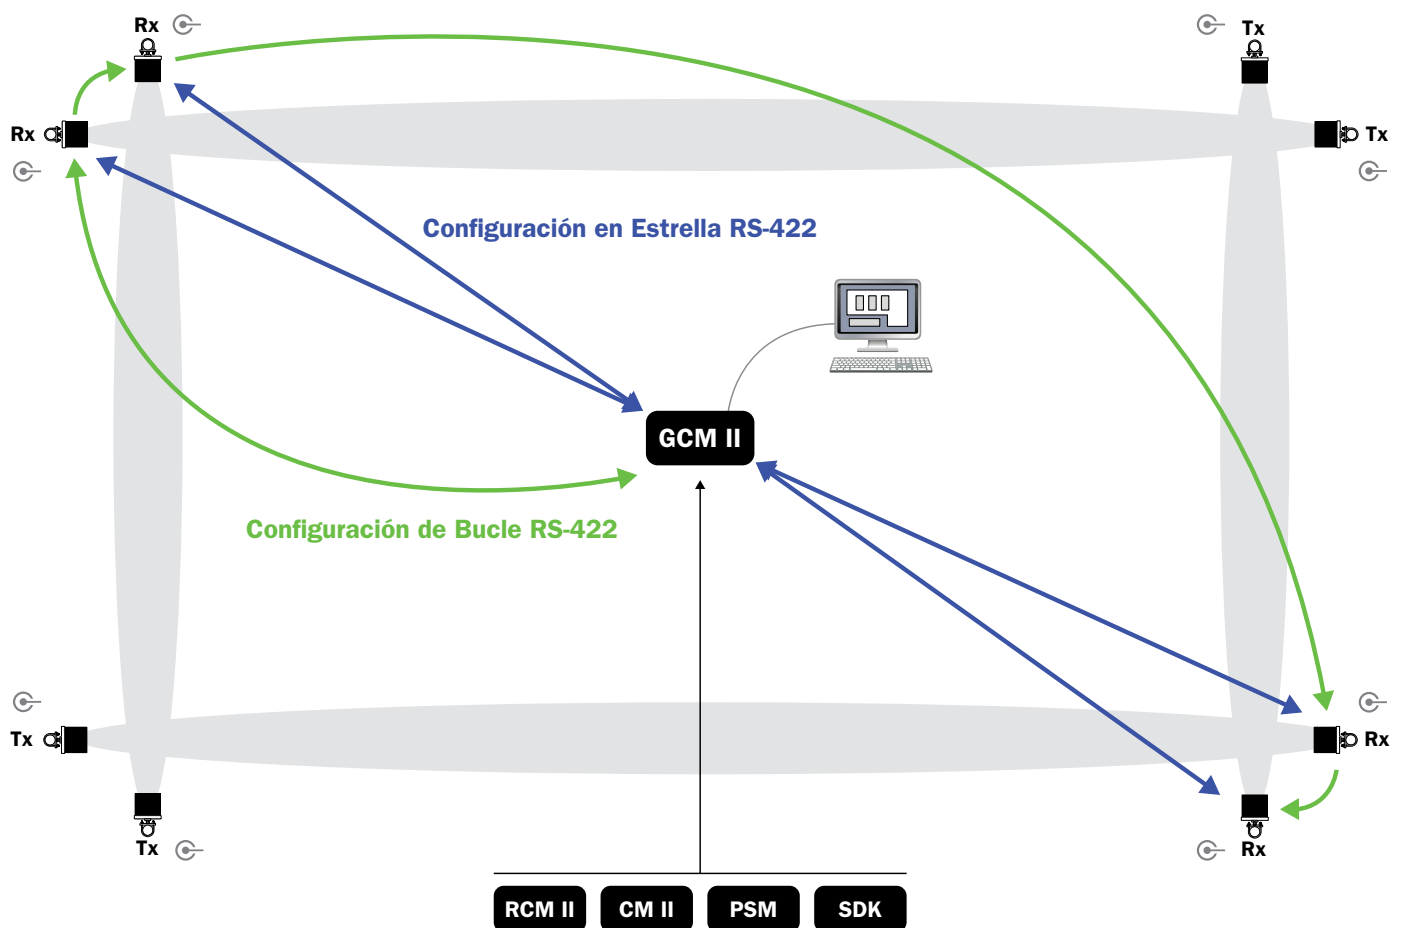 Rx
Tx
Rx
Tx
Configuración en Estrella RS-422
GCM II
Configuración de Bucle RS-422
Tx
Rx
Tx
Rx
RCM II
CM II
PSM
SDK